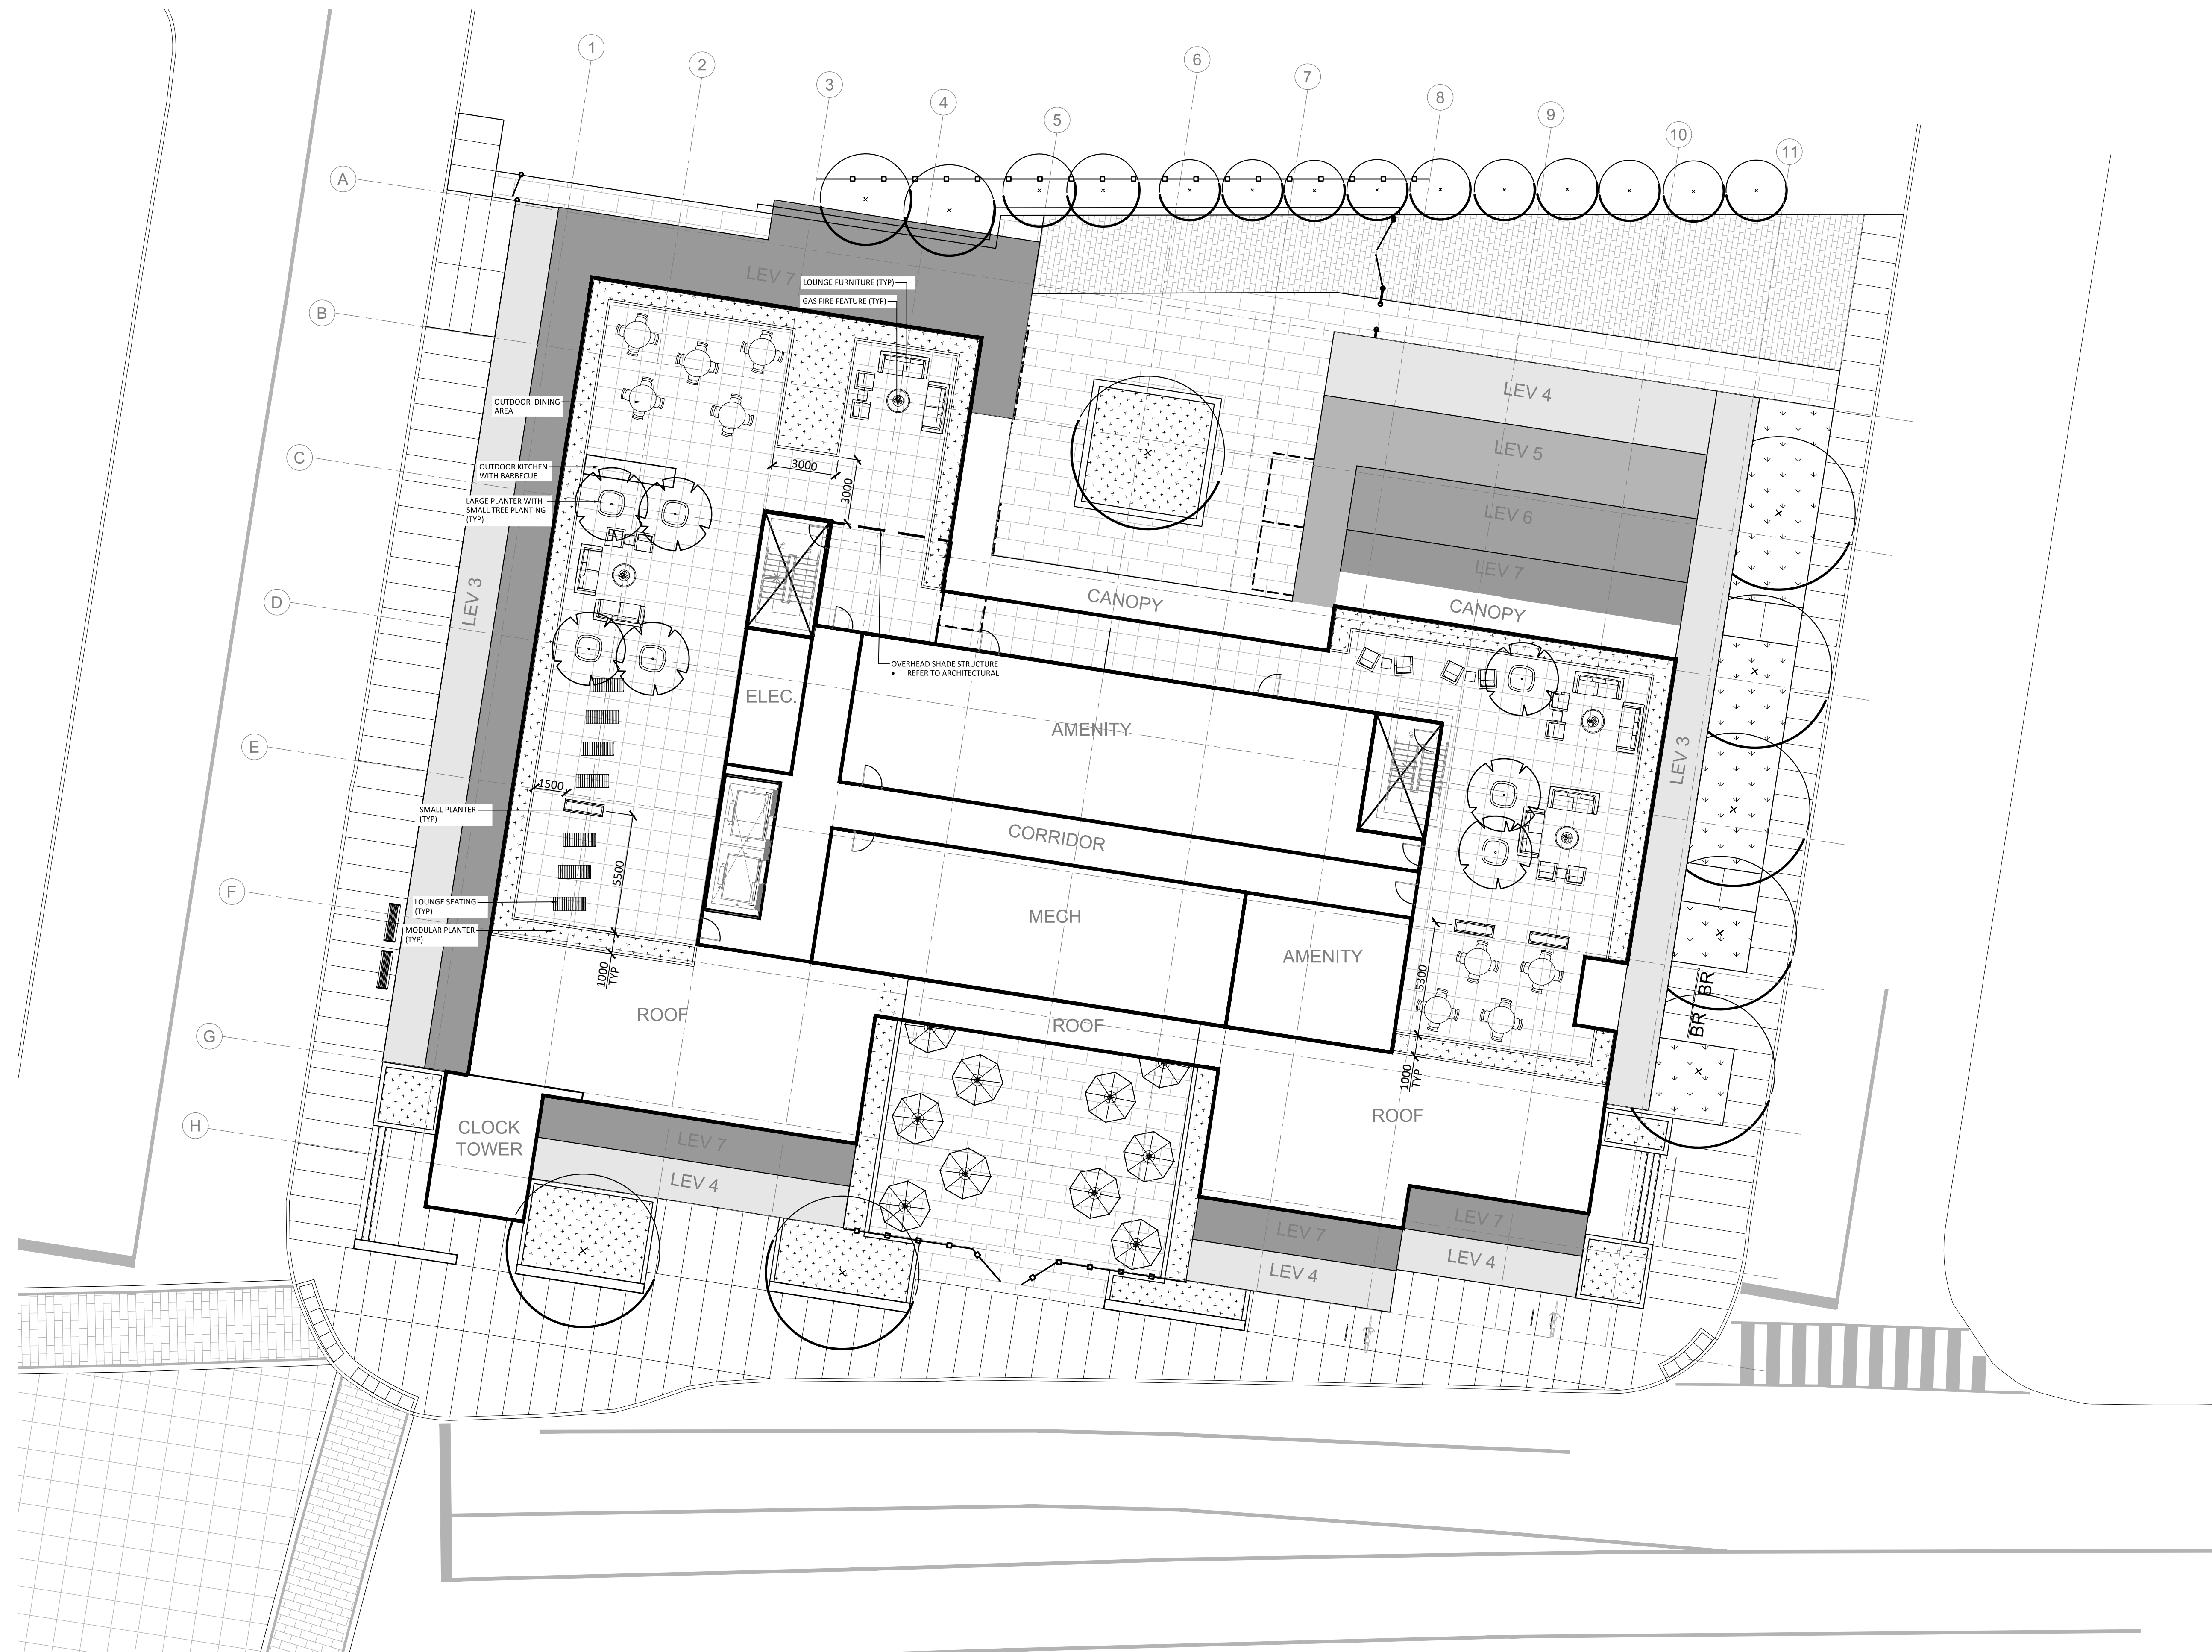 1
2
3
4
5
6
7
8
9
10
11
A
B
C
D
E
F
G
H
LEV 7
LOUNGE FURNITURE (TYP)
GAS FIRE FEATURE (TYP)
OUTDOOR DINING
AREA
OUTDOOR KITCHEN
WITH BARBECUE
LARGE PLANTER WITH
SMALL TREE PLANTING
(TYP)
3000
3000
LEV 4
LEV 5
LEV 6
LEV 7
CANOPY
CANOPY
LEV 3
OVERHEAD SHADE STRUCTURE
• REFER TO ARCHITECTURAL
ELEC.
AMENITY
LEV 3
1500
SMALL PLANTER
(TYP)
5500
CORRIDOR
LOUNGE SEATING
(TYP)
MODULAR PLANTER
(TYP)
1000
TYP
MECH
AMENITY
5300
BR
BR
ROOF
ROOF
1000
TYP
ROOF
CLOCK
TOWER
LEV 7
LEV 4
LEV 7
LEV 4
LEV 7
LEV 4